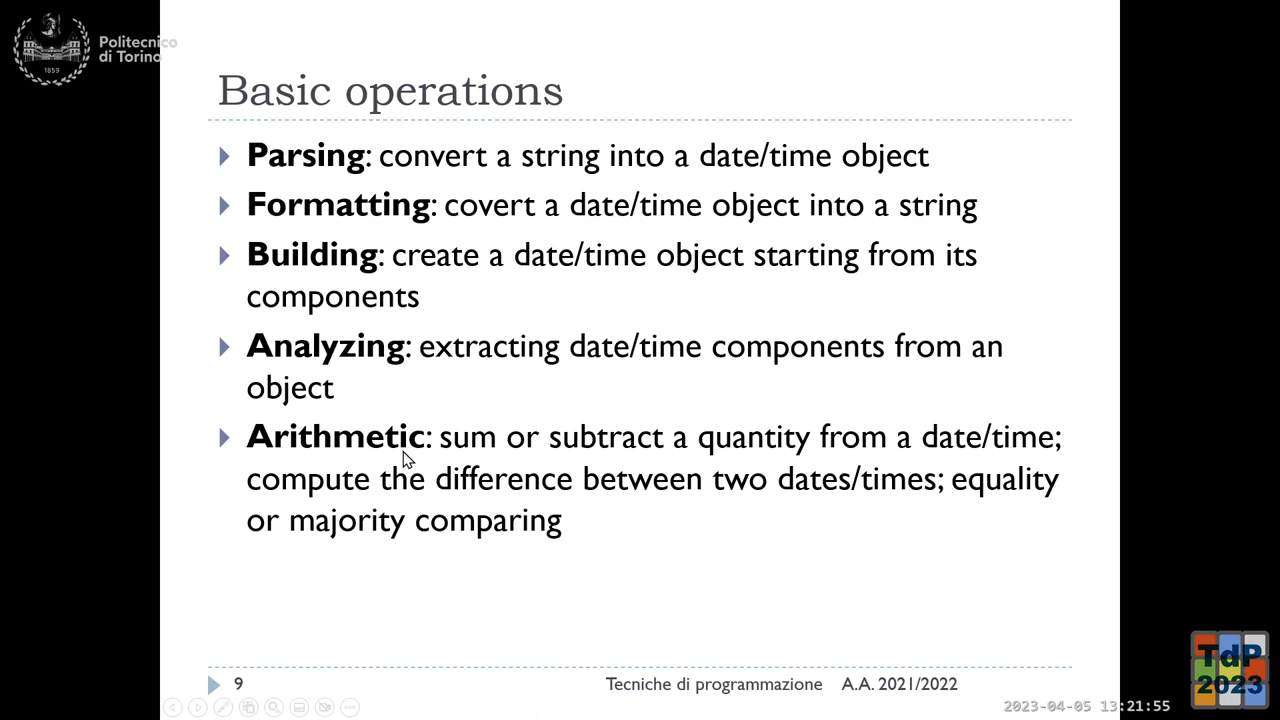 Politecnico
di Torino
1859
Basic operations
Parsing: convert a string into a date/time object
Formatting: covert a date/time object into a string
Building: create a date/time object starting from its
components
Analyzing: extracting date/time components from an
object
Arithmetic: sum or subtract a quantity from a date/time;
compute the difference between two dates/times; equality
or majority comparing
9
Tecniche di programmazione A.A. 2021/2022
2023-04-05 13:21:55
TdP
2023